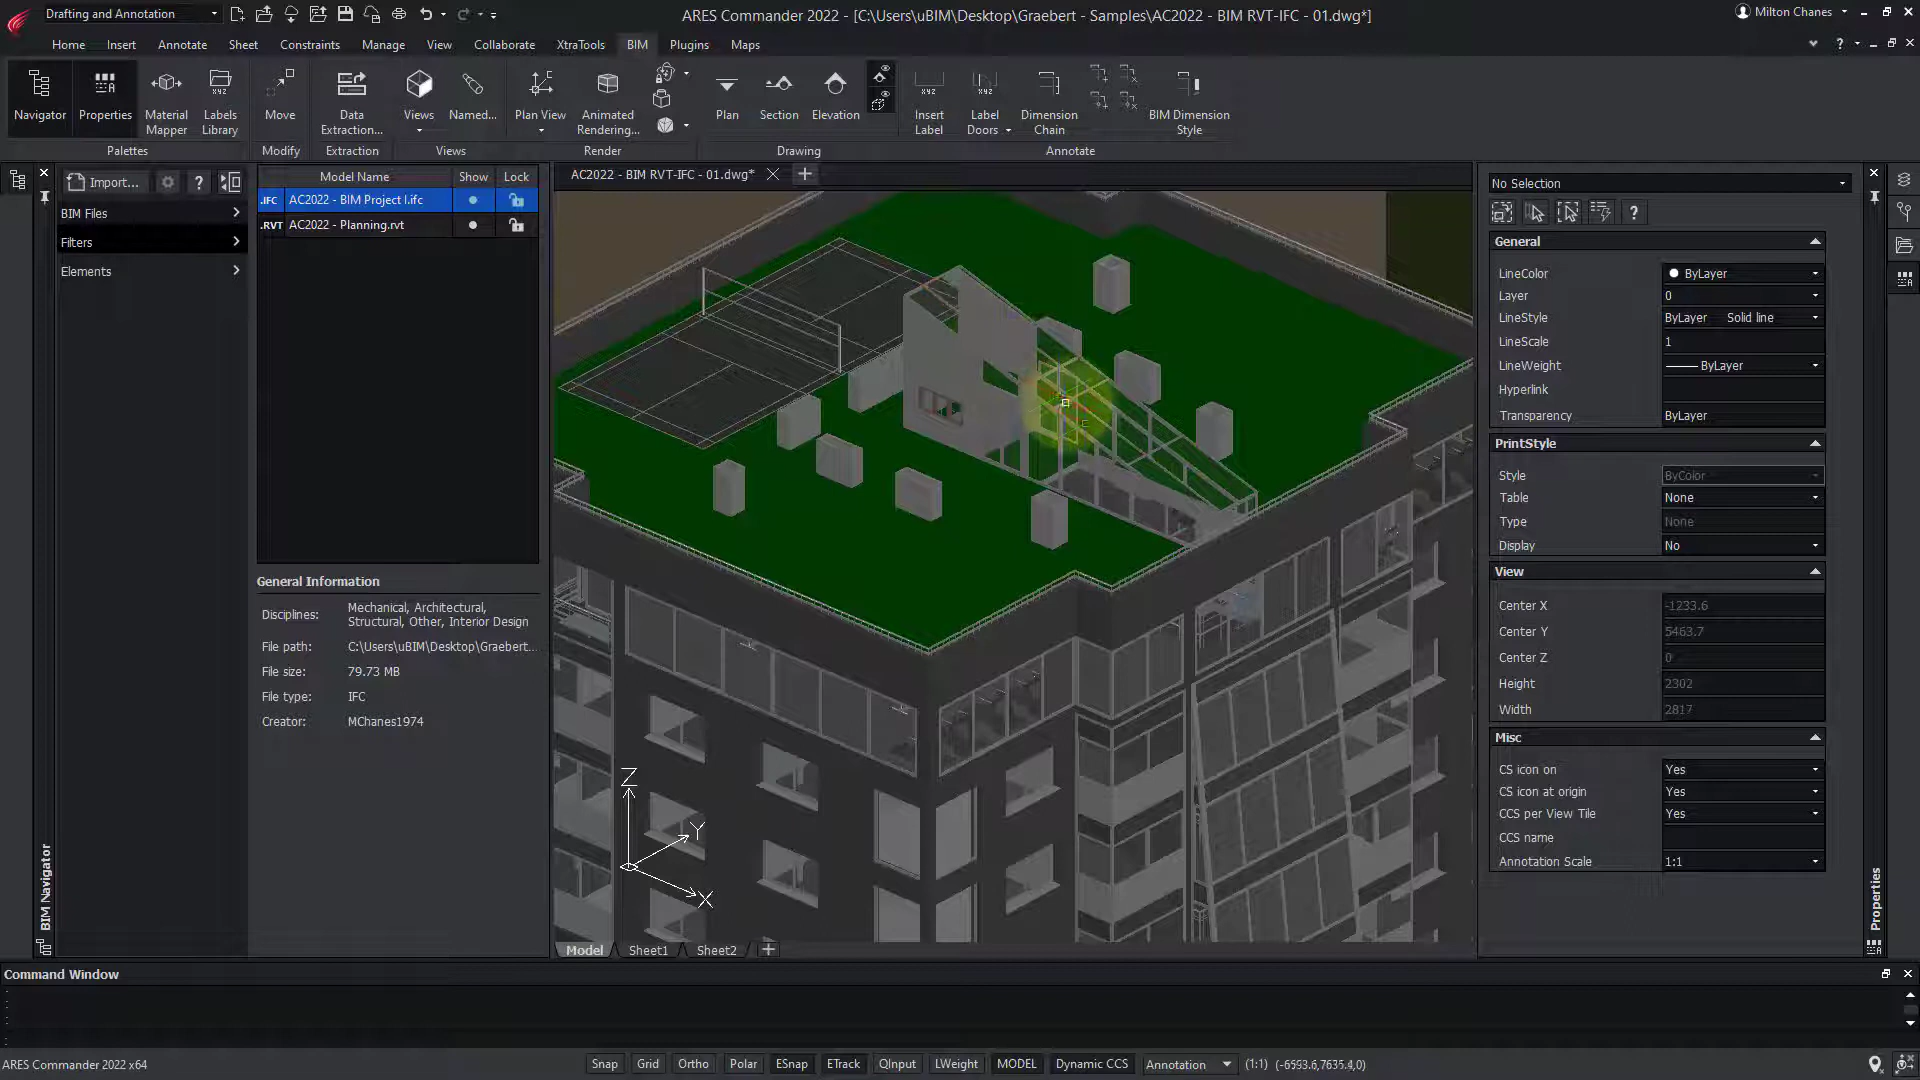 Drafting and Annotation
ARES Commander 2022 - [C:\Users\uBIM\Desktop\Graebert - Samples\AC2022 - BIM RVT-IFC - 01.dwg*]
Milton Chanes
Home Insert Annotate Sheet Constraints Manage View Collaborate XtraTools BIM Plugins Maps
Navigator Properties Material Mapper Labels Library Move Data Extraction... Views Named... Plan View Animated Rendering... Plan Section Elevation Insert Label Label Doors Dimension Chain BIM Dimension Style
Palettes Modify Extraction Views Render Drawing Annotate
Import... ?
BIM Files
Filters
Elements
Model Name Show Lock
.IFC AC2022 - BIM Project I.ifc
.RVT AC2022 - Planning.rvt
General Information
Disciplines: Mechanical, Architectural,
Structural, Other, Interior Design
File path: C:\Users\uBIM\Desktop\Graebert...
File size: 79.73 MB
File type: IFC
Creator: MChanes1974
BIM Navigator
AC2022 - BIM RVT-IFC - 01.dwg*
Z
Y
X
Model Sheet1 Sheet2
No Selection
General
LineColor ByLayer
Layer 0
LineStyle ByLayer Solid line
LineScale 1
LineWeight ByLayer
Hyperlink
Transparency ByLayer
PrintStyle
Style ByColor
Table None
Type None
Display No
View
Center X -1233.6
Center Y 5463.7
Center Z 0
Height 2302
Width 2817
Misc
CS icon on Yes
CS icon at origin Yes
CCS per View Tile Yes
CCS name
Annotation Scale 1:1
Properties
Command Window
:
:
:
ARES Commander 2022 x64
Snap Grid Ortho Polar ESnap ETrack QInput LWeight MODEL Dynamic CCS Annotation (1:1) (-6593.6,7635.4,0)